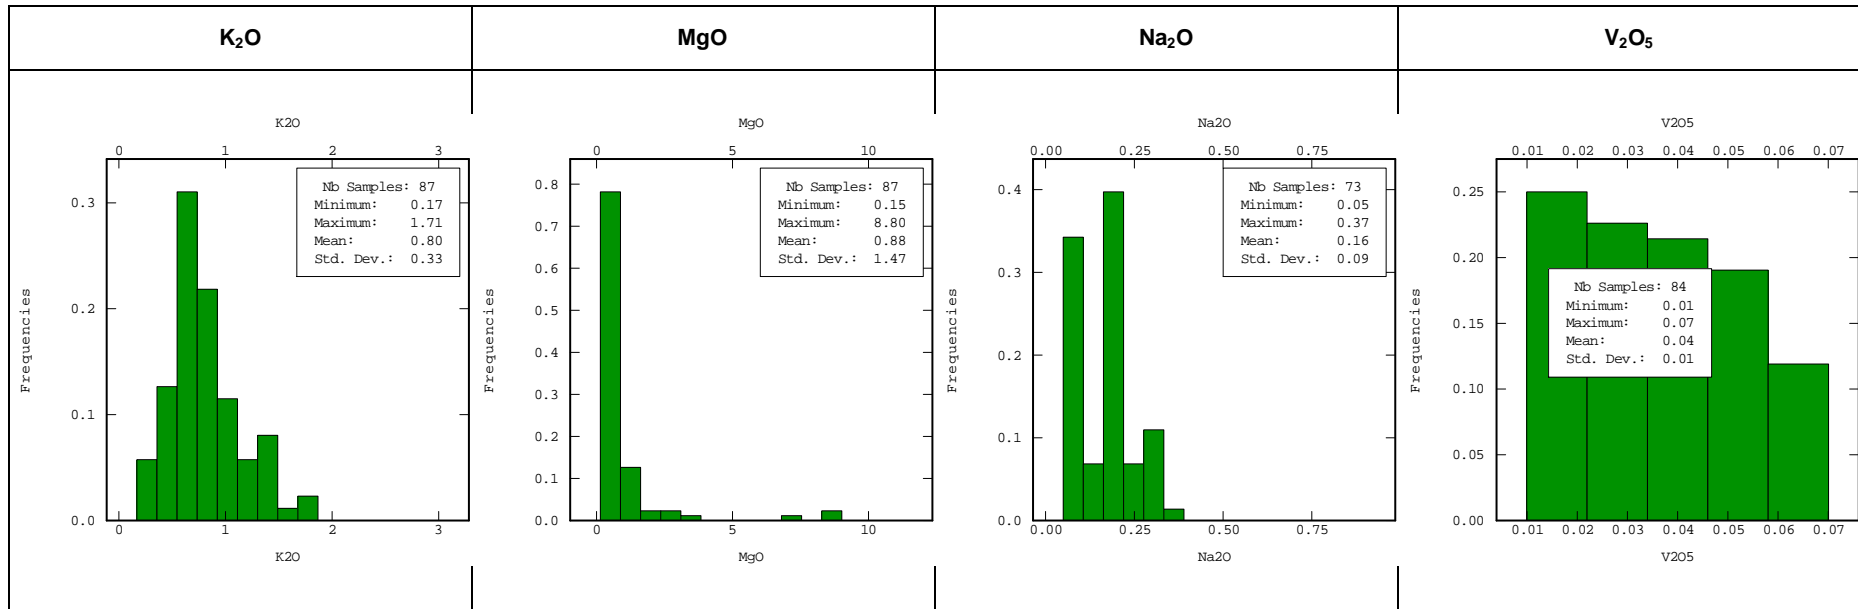 K₂O
MgO
Na₂O
V₂O₅
K2O
0 1 2 3
Nb Samples: 87
Minimum: 0.17
Maximum: 1.71
Mean: 0.80
Std. Dev.: 0.33
Frequencies
0.3
0.2
0.1
0.0
0 1 2 3
K2O
MgO
0 5 10
Nb Samples: 87
Minimum: 0.15
Maximum: 8.80
Mean: 0.88
Std. Dev.: 1.47
Frequencies
0.8
0.7
0.6
0.5
0.4
0.3
0.2
0.1
0.0
0 5 10
MgO
Na2O
0.00 0.25 0.50 0.75
Nb Samples: 73
Minimum: 0.05
Maximum: 0.37
Mean: 0.16
Std. Dev.: 0.09
Frequencies
0.4
0.3
0.2
0.1
0.0
0.00 0.25 0.50 0.75
Na2O
V2O5
0.01 0.02 0.03 0.04 0.05 0.06 0.07
Nb Samples: 84
Minimum: 0.01
Maximum: 0.07
Mean: 0.04
Std. Dev.: 0.01
Frequencies
0.25
0.20
0.15
0.10
0.05
0.00
0.01 0.02 0.03 0.04 0.05 0.06 0.07
V2O5